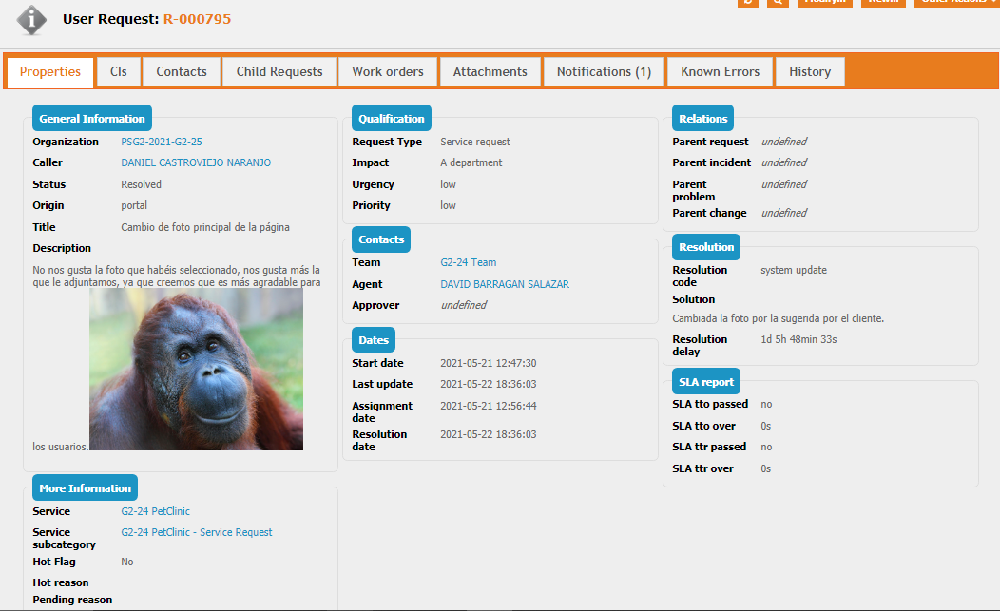 User Request: R-000795
Modify...
New...
Other Actions
Properties
CIs
Contacts
Child Requests
Work orders
Attachments
Notifications (1)
Known Errors
History
General Information
Organization PSG2-2021-G2-25
Caller DANIEL CASTROVIEJO NARANJO
Status Resolved
Origin portal
Title Cambio de foto principal de la página
Description
No nos gusta la foto que habéis seleccionado, nos gusta más la
que le adjuntamos, ya que creemos que es más agradable para
los usuarios.
More Information
Service G2-24 PetClinic
Service G2-24 PetClinic - Service Request
subcategory
Hot Flag No
Hot reason
Pending reason
Qualification
Request Type Service request
Impact A department
Urgency low
Priority low
Contacts
Team G2-24 Team
Agent DAVID BARRAGAN SALAZAR
Approver undefined
Dates
Start date 2021-05-21 12:47:30
Last update 2021-05-22 18:36:03
Assignment 2021-05-21 12:56:44
date
Resolution 2021-05-22 18:36:03
date
Relations
Parent request undefined
Parent incident undefined
Parent undefined
problem
Parent change undefined
Resolution
Resolution system update
code
Solution
Cambiada la foto por la sugerida por el cliente.
Resolution 1d 5h 48min 33s
delay
SLA report
SLA tto passed no
SLA tto over 0s
SLA ttr passed no
SLA ttr over 0s